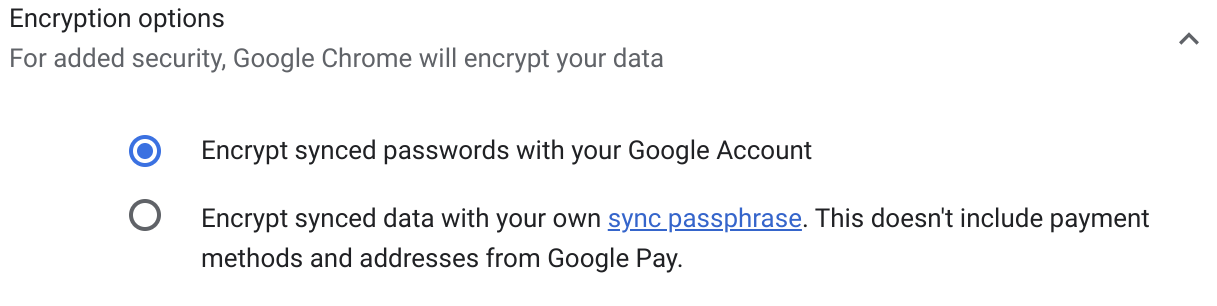 Encryption options
For added security, Google Chrome will encrypt your data
Encrypt synced passwords with your Google Account
Encrypt synced data with your own sync passphrase. This doesn't include payment
methods and addresses from Google Pay.